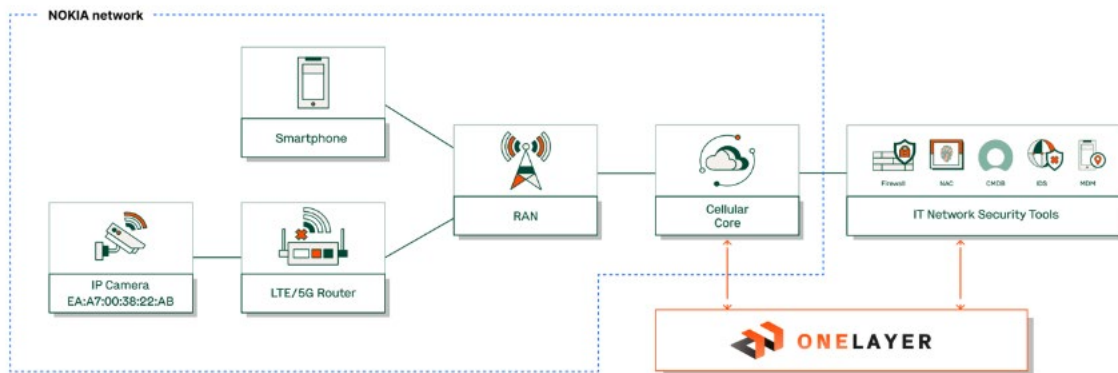 NOKIA network
Smartphone
RAN
Cellular
Core
Firewall
NAC
CMDB
IDS
MDM
IT Network Security Tools
IP Camera
EA:A7:00:38:22:AB
LTE/5G Router
ONELAYER